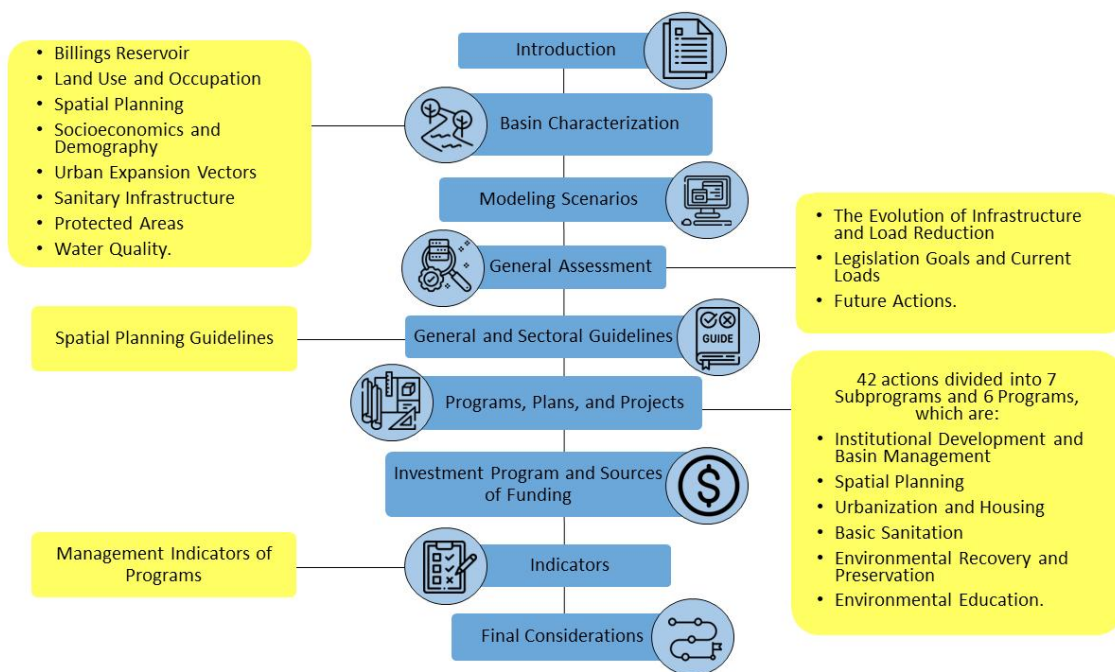 Introduction
• Billings Reservoir
• Land Use and Occupation
• Spatial Planning
• Socioeconomics and
Demography
• Urban Expansion Vectors
• Sanitary Infrastructure
• Protected Areas
• Water Quality.
Basin Characterization
Modeling Scenarios
General Assessment
• The Evolution of Infrastructure
and Load Reduction
• Legislation Goals and Current
Loads
• Future Actions.
Spatial Planning Guidelines
General and Sectoral Guidelines
GUIDE
Programs, Plans, and Projects
42 actions divided into 7
Subprograms and 6 Programs,
which are:
• Institutional Development and
Basin Management
• Spatial Planning
• Urbanization and Housing
• Basic Sanitation
• Environmental Recovery and
Preservation
• Environmental Education.
Investment Program and Sources
of Funding
$
Management Indicators of
Programs
Indicators
Final Considerations